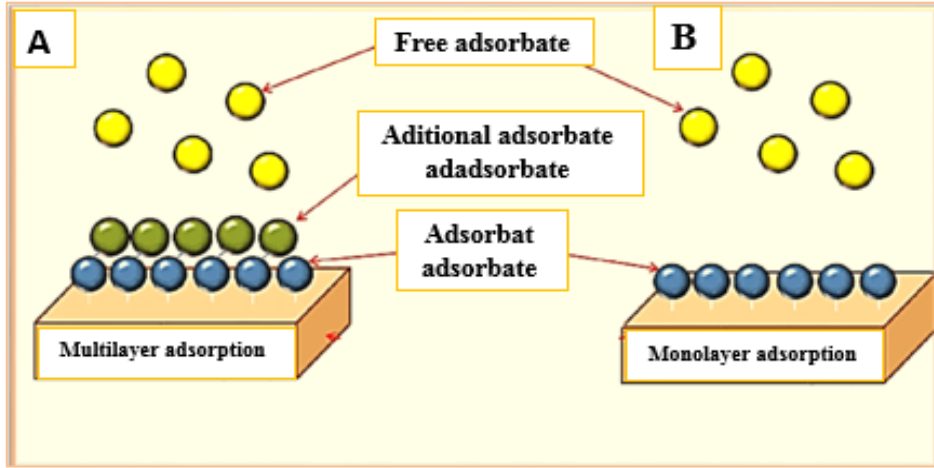 A
Free adsorbate
B
Aditional adsorbate
adadsorbate
Adsorbat
adsorbate
Multilayer adsorption
Monolayer adsorption